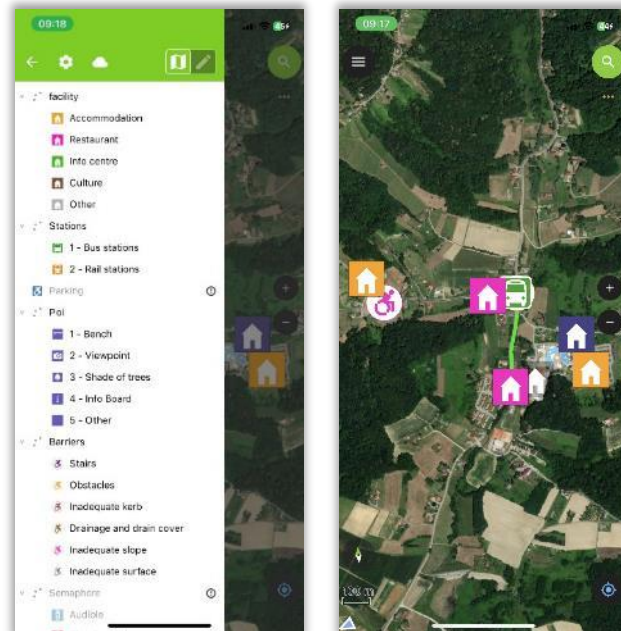 09:18
facility
Accommodation
Restaurant
Info centre
Culture
Other
Stations
1 - Bus stations
2 - Rail stations
Parking
PoI
1 - Bench
2 - Viewpoint
3 - Shade of trees
4 - Info Board
5 - Other
Barriers
Stairs
Obstacles
Inadequate kerb
Drainage and drain cover
Inadequate slope
Inadequate surface
Semaphore
Audible
09:17